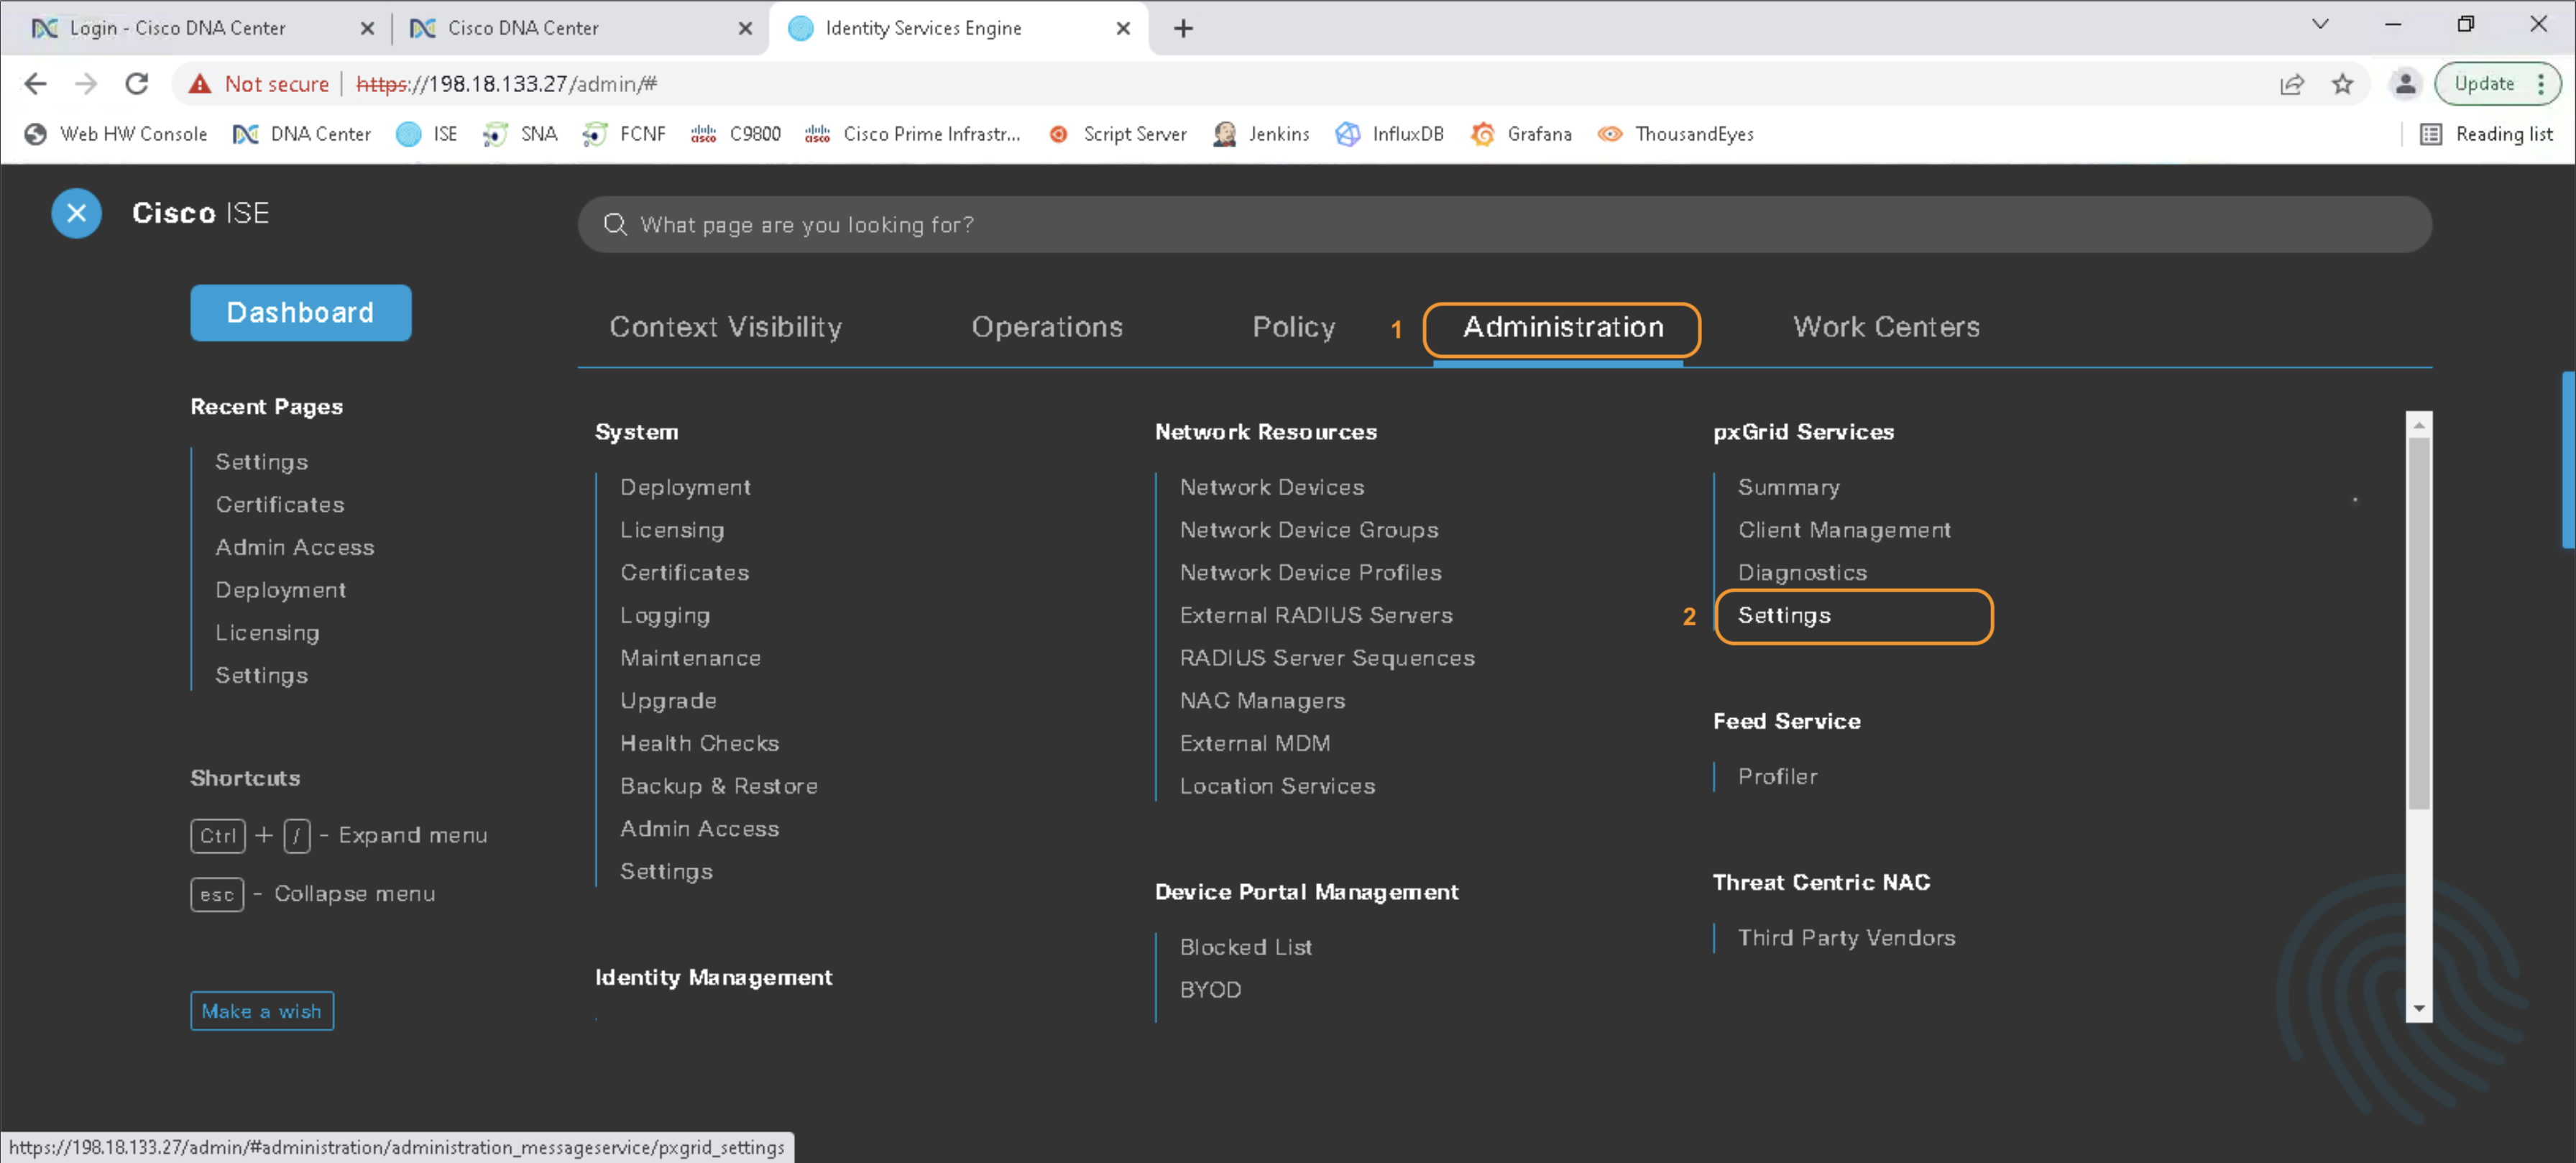 Login - Cisco DNA Center
Cisco DNA Center
Identity Services Engine
Not secure | https://198.18.133.27/admin/#
Update
Web HW Console
DNA Center
ISE
SNA
FCNF
C9800
Cisco Prime Infrastr...
Script Server
Jenkins
InfluxDB
Grafana
ThousandEyes
Reading list
Cisco ISE
What page are you looking for?
Dashboard
Context Visibility
Operations
Policy
1
Administration
Work Centers
Recent Pages
Settings
Certificates
Admin Access
Deployment
Licensing
Settings
Shortcuts
Ctrl + / - Expand menu
esc - Collapse menu
Make a wish
System
Deployment
Licensing
Certificates
Logging
Maintenance
Upgrade
Health Checks
Backup & Restore
Admin Access
Settings
Identity Management
Network Resources
Network Devices
Network Device Groups
Network Device Profiles
External RADIUS Servers
RADIUS Server Sequences
NAC Managers
External MDM
Location Services
Device Portal Management
Blocked List
BYOD
pxGrid Services
Summary
Client Management
Diagnostics
2 Settings
Feed Service
Profiler
Threat Centric NAC
Third Party Vendors
https://198.18.133.27/admin/#administration/administration_messageservice/pxgrid_settings